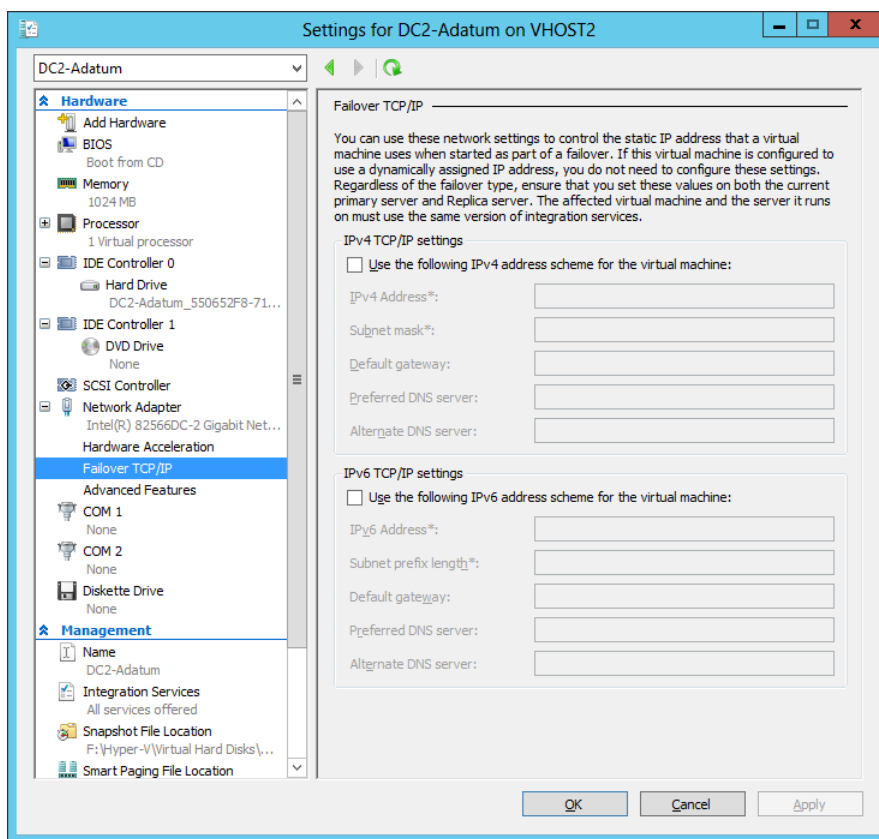 Settings for DC2-Adatum on VHOST2
DC2-Adatum
Hardware
Add Hardware
BIOS
Boot from CD
Memory
1024 MB
Processor
1 Virtual processor
IDE Controller 0
Hard Drive
DC2-Adatum_550652F8-71...
IDE Controller 1
DVD Drive
None
SCSI Controller
Network Adapter
Intel(R) 82566DC-2 Gigabit Net...
Hardware Acceleration
Failover TCP/IP
Advanced Features
COM 1
None
COM 2
None
Diskette Drive
None
Management
Name
DC2-Adatum
Integration Services
All services offered
Snapshot File Location
F:\Hyper-V\Virtual Hard Disks\...
Smart Paging File Location
Failover TCP/IP
You can use these network settings to control the static IP address that a virtual
machine uses when started as part of a failover. If this virtual machine is configured to
use a dynamically assigned IP address, you do not need to configure these settings.
Regardless of the failover type, ensure that you set these values on both the current
primary server and Replica server. The affected virtual machine and the server it runs
on must use the same version of integration services.
IPv4 TCP/IP settings
Use the following IPv4 address scheme for the virtual machine:
IPv4 Address*:
Subnet mask*:
Default gateway:
Preferred DNS server:
Alternate DNS server:
IPv6 TCP/IP settings
Use the following IPv6 address scheme for the virtual machine:
IPv6 Address*:
Subnet prefix length*:
Default gateway:
Preferred DNS server:
Alternate DNS server:
OK
Cancel
Apply